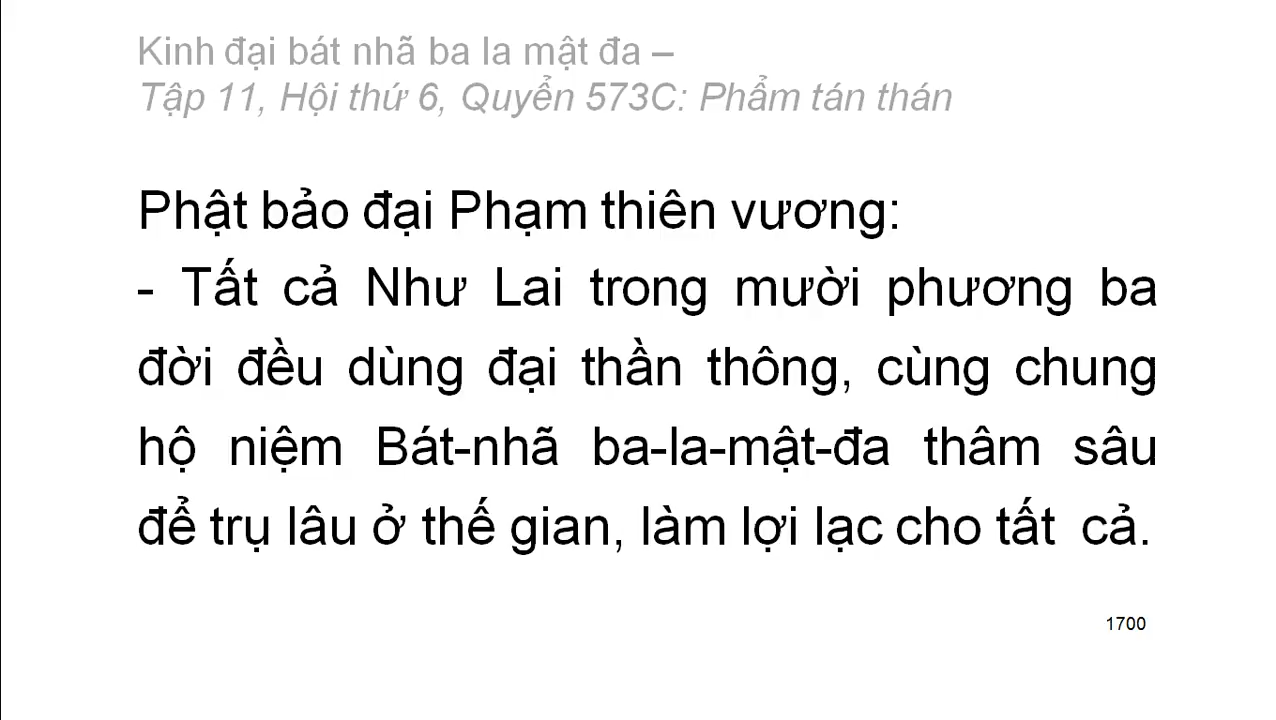 Kinh đại bát nhã ba la mật đa –
Tập 11, Hội thứ 6, Quyển 573C: Phẩm tán thán
Phật bảo đại Phạm thiên vương:
- Tất cả Như Lai trong mười phương ba
đời đều dùng đại thần thông, cùng chung
hộ niệm Bát-nhã ba-la-mật-đa thâm sâu
để trụ lâu ở thế gian, làm lợi lạc cho tất cả.
1700